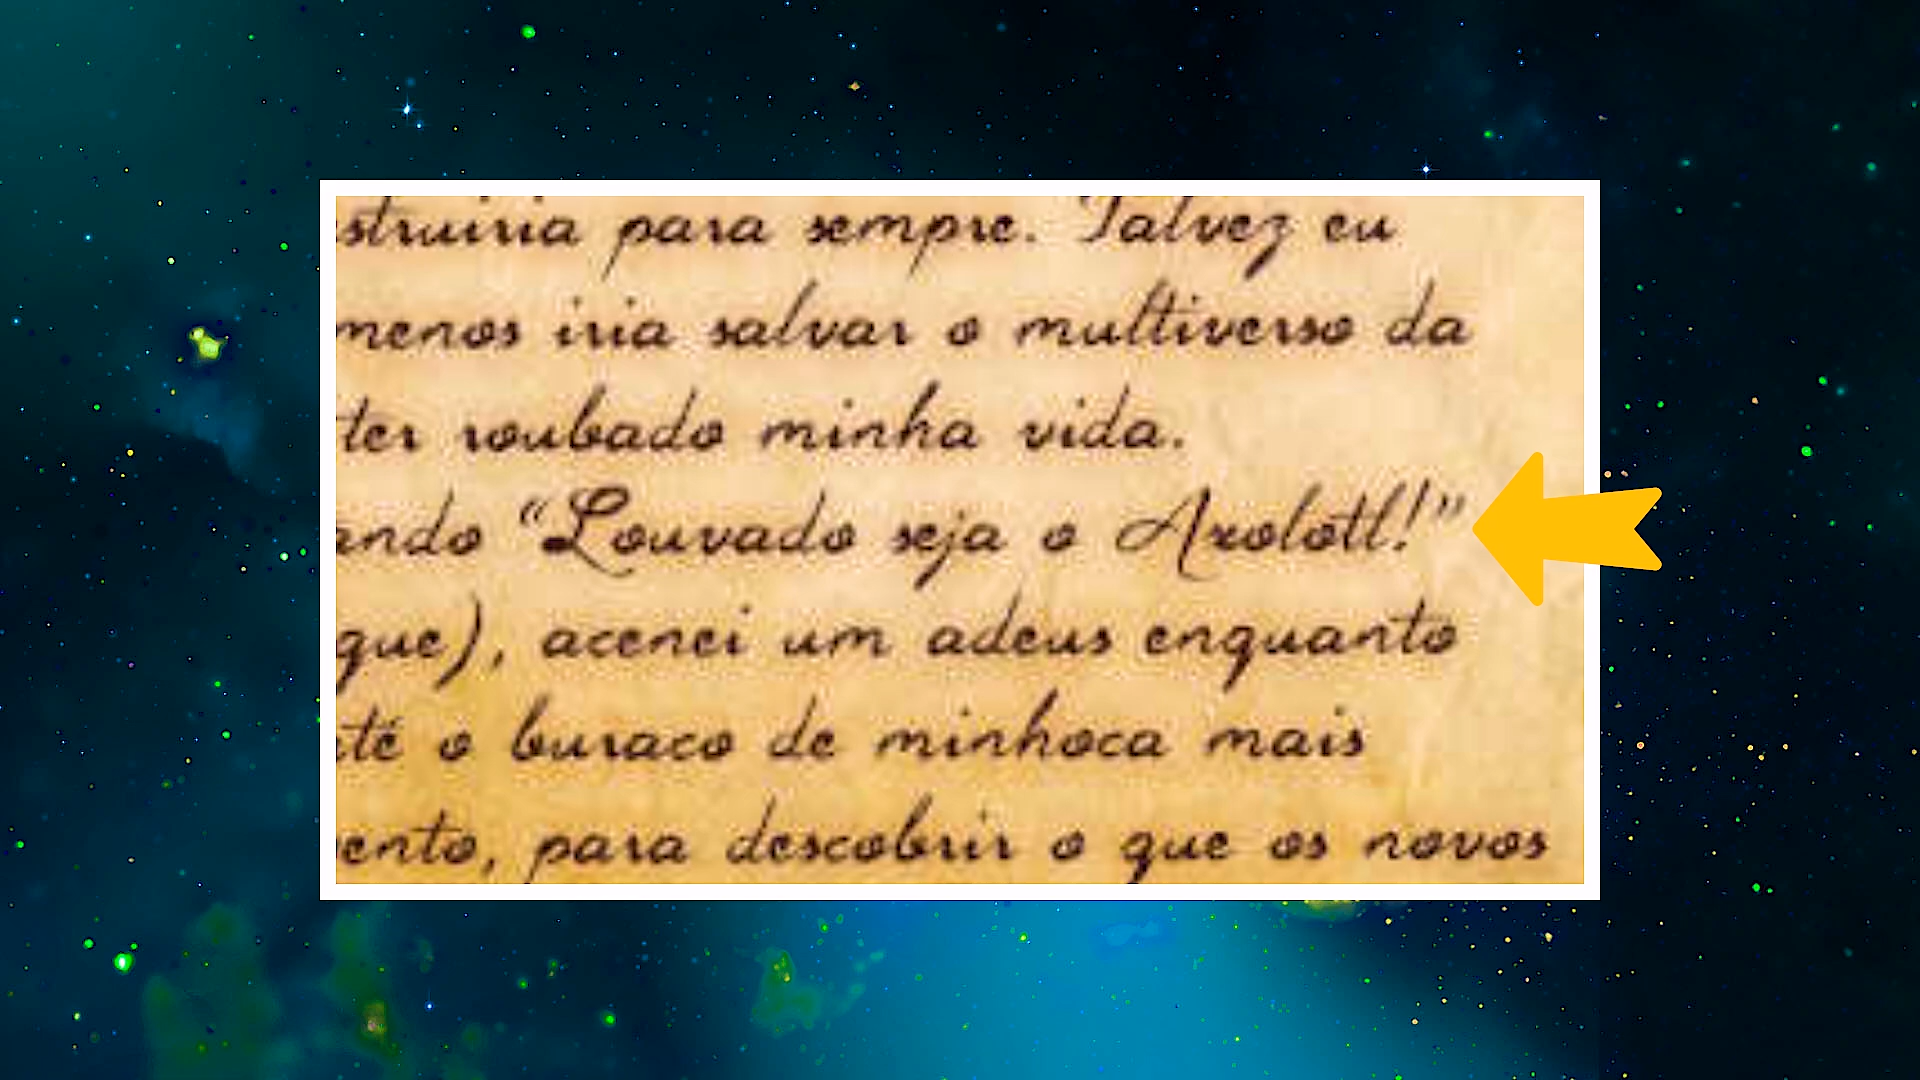 struiria para sempre. Talvez eu
menos iria salvar o multiverso da
ter roubado minha vida.
ando “Louvado seja o Axolotl!”
que), acenei um adeus enquanto
té o buraco de minhoca mais
ento, para descobrir o que os novos